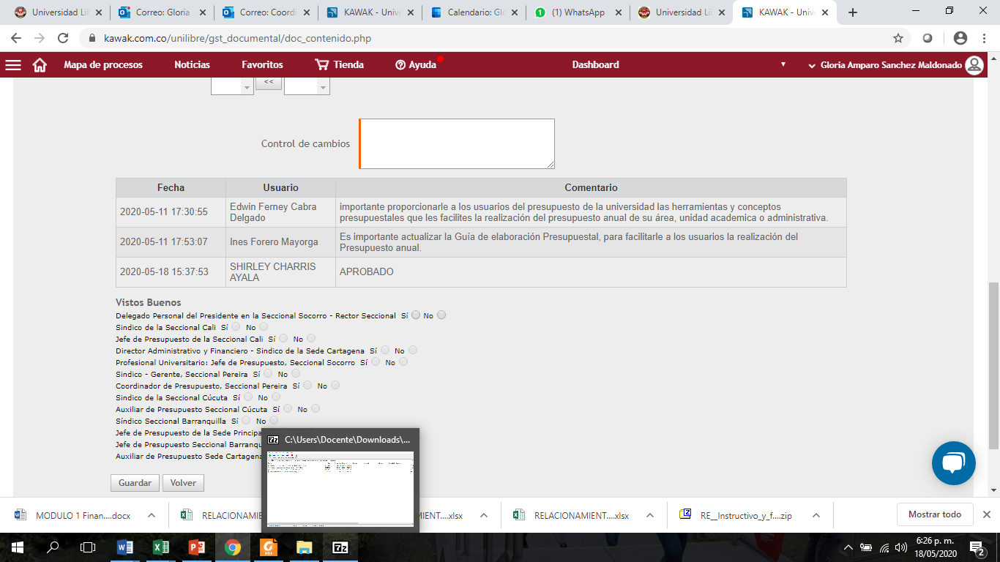 Universidad Lib
Correo: Gloria
Correo: Coordi
KAWAK - Unive
Calendario: Glo
(1) WhatsApp
Universidad Lib
KAWAK - Unive
kawak.com.co/unilibre/gst_documental/doc_contenido.php
Mapa de procesos Noticias Favoritos Tienda Ayuda Dashboard Gloria Amparo Sanchez Maldonado
<<
Control de cambios
Fecha Usuario Comentario
2020-05-11 17:30:55
Edwin Ferney Cabra
Delgado
importante proporcionarle a los usuarios del presupuesto de la universidad las herramientas y conceptos
presupuestales que les facilites la realización del presupuesto anual de su área, unidad academica o administrativa.
2020-05-11 17:53:07
Ines Forero Mayorga
Es importante actualizar la Guía de elaboración Presupuestal, para facilitarle a los usuarios la realización del
Presupuesto anual.
2020-05-18 15:37:53
SHIRLEY CHARRIS
AYALA
APROBADO
Vistos Buenos
Delegado Personal del Presidente en la Seccional Socorro - Rector Seccional Sí No
Sindico de la Seccional Cali Sí No
Jefe de Presupuesto de la Seccional Cali Sí No
Director Administrativo y Financiero - Sindico de la Sede Cartagena Sí No
Profesional Universitario: Jefe de Presupuesto, Seccional Socorro Sí No
Sindico - Gerente, Seccional Pereira Sí No
Coordinador de Presupuesto, Seccional Pereira Sí No
Sindico de la Seccional Cúcuta Sí No
Auxiliar de Presupuesto Seccional Cúcuta Sí No
Síndico Seccional Barranquilla Sí No
Jefe de Presupuesto de la Sede Principa
Jefe de Presupuesto Seccional Barranqu
Auxiliar de Presupuesto Sede Cartagena
7z C:\Users\Docente\Downloads\...
Guardar Volver
MODULO 1 Finan....docx
RELACIONAMIE
MIENT....xlsx
RELACIONAMIENT....xlsx
RE__Instructivo_y_f....zip
Mostrar todo
PDF
7z
6:26 p. m.
18/05/2020
2